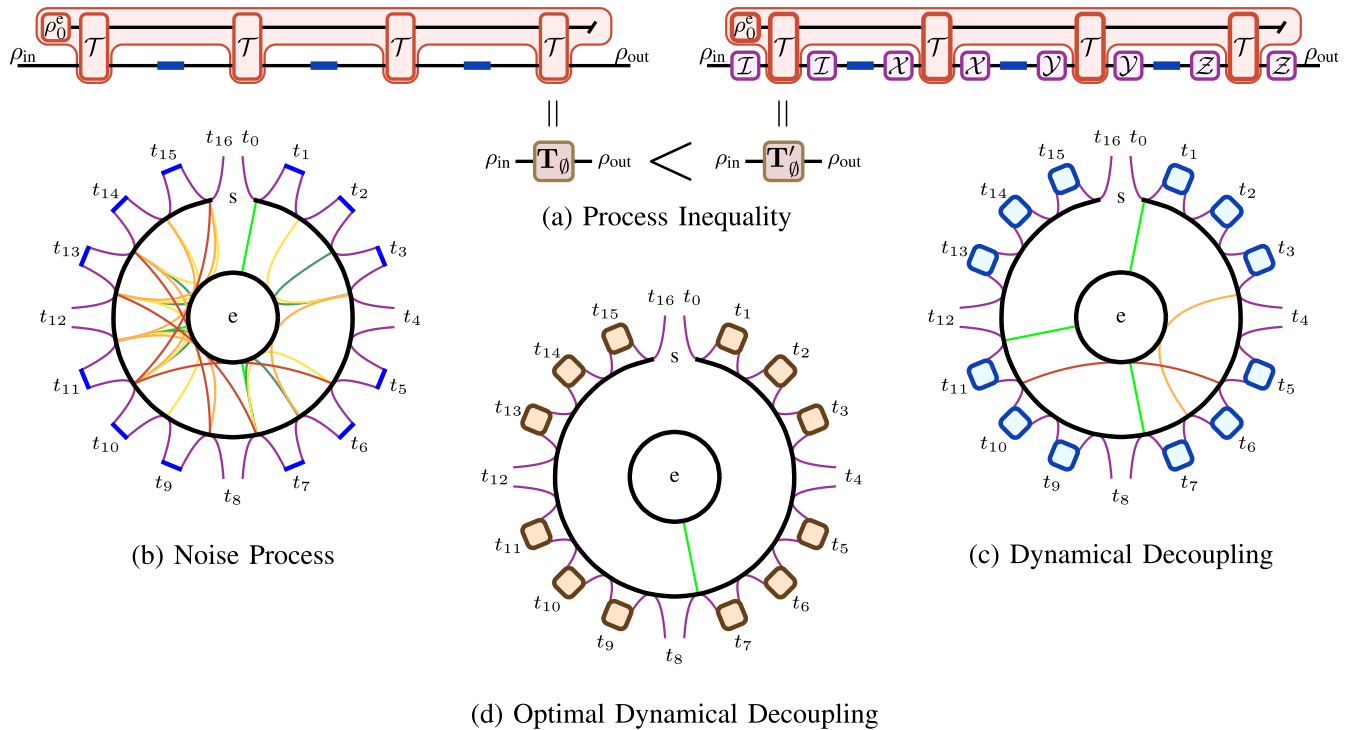 ρ₀ᵉ 𝒯 𝒯 𝒯 𝒯
ρin ρout
ρ₀ᵉ 𝒯 𝒯 𝒯 𝒯
ρin ℐ ℐ 𝒳 𝒳 𝒴 𝒴 𝒵 𝒵 ρout
|| ||
ρin T∅ ρout < ρin T′∅ ρout
(a) Process Inequality
t₁₆ t₀
t₁₅ t₁
t₁₄ s t₂
t₁₃ t₃
t₁₂ e t₄
t₁₁ t₅
t₁₀ t₆
t₉ t₇
t₈
(b) Noise Process
t₁₆ t₀
t₁₅ t₁
t₁₄ s t₂
t₁₃ t₃
t₁₂ e t₄
t₁₁ t₅
t₁₀ t₆
t₉ t₇
t₈
(c) Dynamical Decoupling
t₁₆ t₀
t₁₅ t₁
t₁₄ s t₂
t₁₃ t₃
t₁₂ e t₄
t₁₁ t₅
t₁₀ t₆
t₉ t₇
t₈
(d) Optimal Dynamical Decoupling